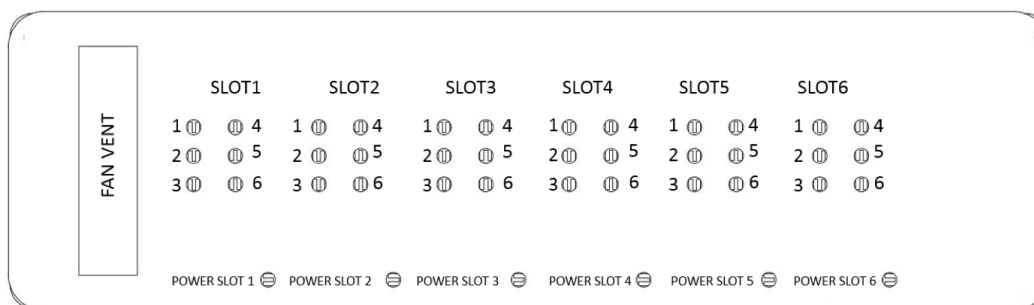 FAN VENT
SLOT1 SLOT2 SLOT3 SLOT4 SLOT5 SLOT6
1 4 1 4 1 4 1 4 1 4 1 4
2 5 2 5 2 5 2 5 2 5 2 5
3 6 3 6 3 6 3 6 3 6 3 6
POWER SLOT 1 POWER SLOT 2 POWER SLOT 3 POWER SLOT 4 POWER SLOT 5 POWER SLOT 6